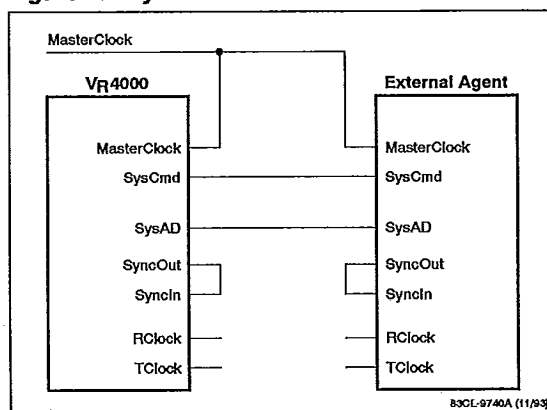 MasterClock
VR4000
External Agent
MasterClock
MasterClock
SysCmd
SysCmd
SysAD
SysAD
SyncOut
SyncOut
SyncIn
SyncIn
RClock
RClock
TClock
TClock
83CL-9740A (11/93)